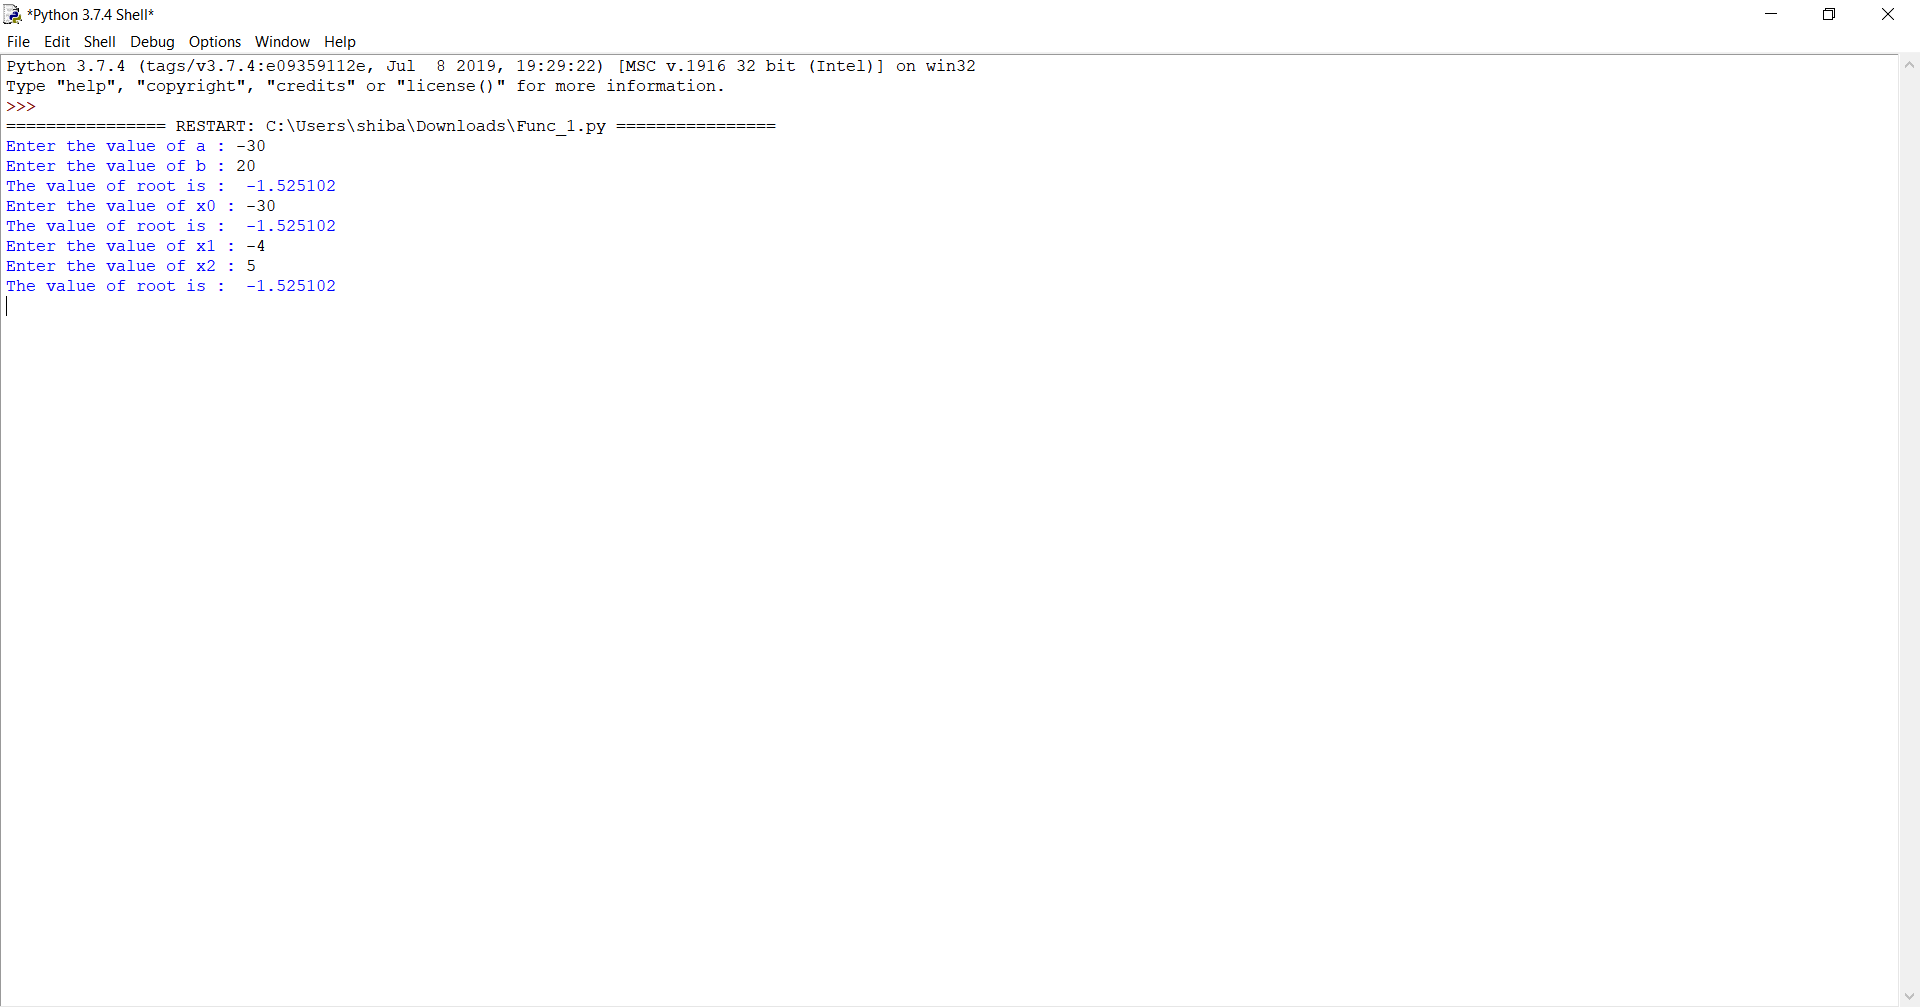 *Python 3.7.4 Shell*
File Edit Shell Debug Options Window Help
Python 3.7.4 (tags/v3.7.4:e09359112e, Jul  8 2019, 19:29:22) [MSC v.1916 32 bit (Intel)] on win32
Type "help", "copyright", "credits" or "license()" for more information.
>>>
================ RESTART: C:\Users\shiba\Downloads\Func_1.py ================
Enter the value of a : -30
Enter the value of b : 20
The value of root is :  -1.525102
Enter the value of x0 : -30
The value of root is :  -1.525102
Enter the value of x1 : -4
Enter the value of x2 : 5
The value of root is :  -1.525102